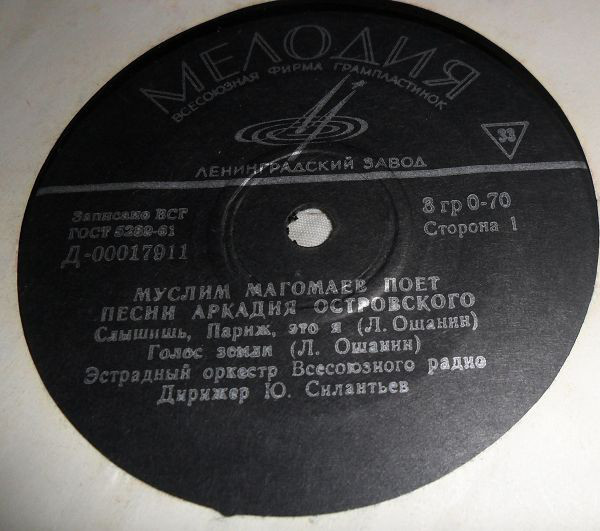 МЕЛОДИЯ
ВСЕСОЮЗНАЯ ФИРМА ГРАМПЛАСТИНОК
33
ЛЕНИНГРАДСКИЙ ЗАВОД
Записано ВСГ
ГОСТ 5289-61
Д-00017911
3 гр 0-70
Сторона 1
МУСЛИМ МАГОМАЕВ ПОЕТ
ПЕСНИ АРКАДИЯ ОСТРОВСКОГО
Слышишь, Париж, это я (Л. Ошанин)
Голос земли (Л. Ошанин)
Эстрадный оркестр Всесоюзного радио
Дирижер Ю. Силантьев